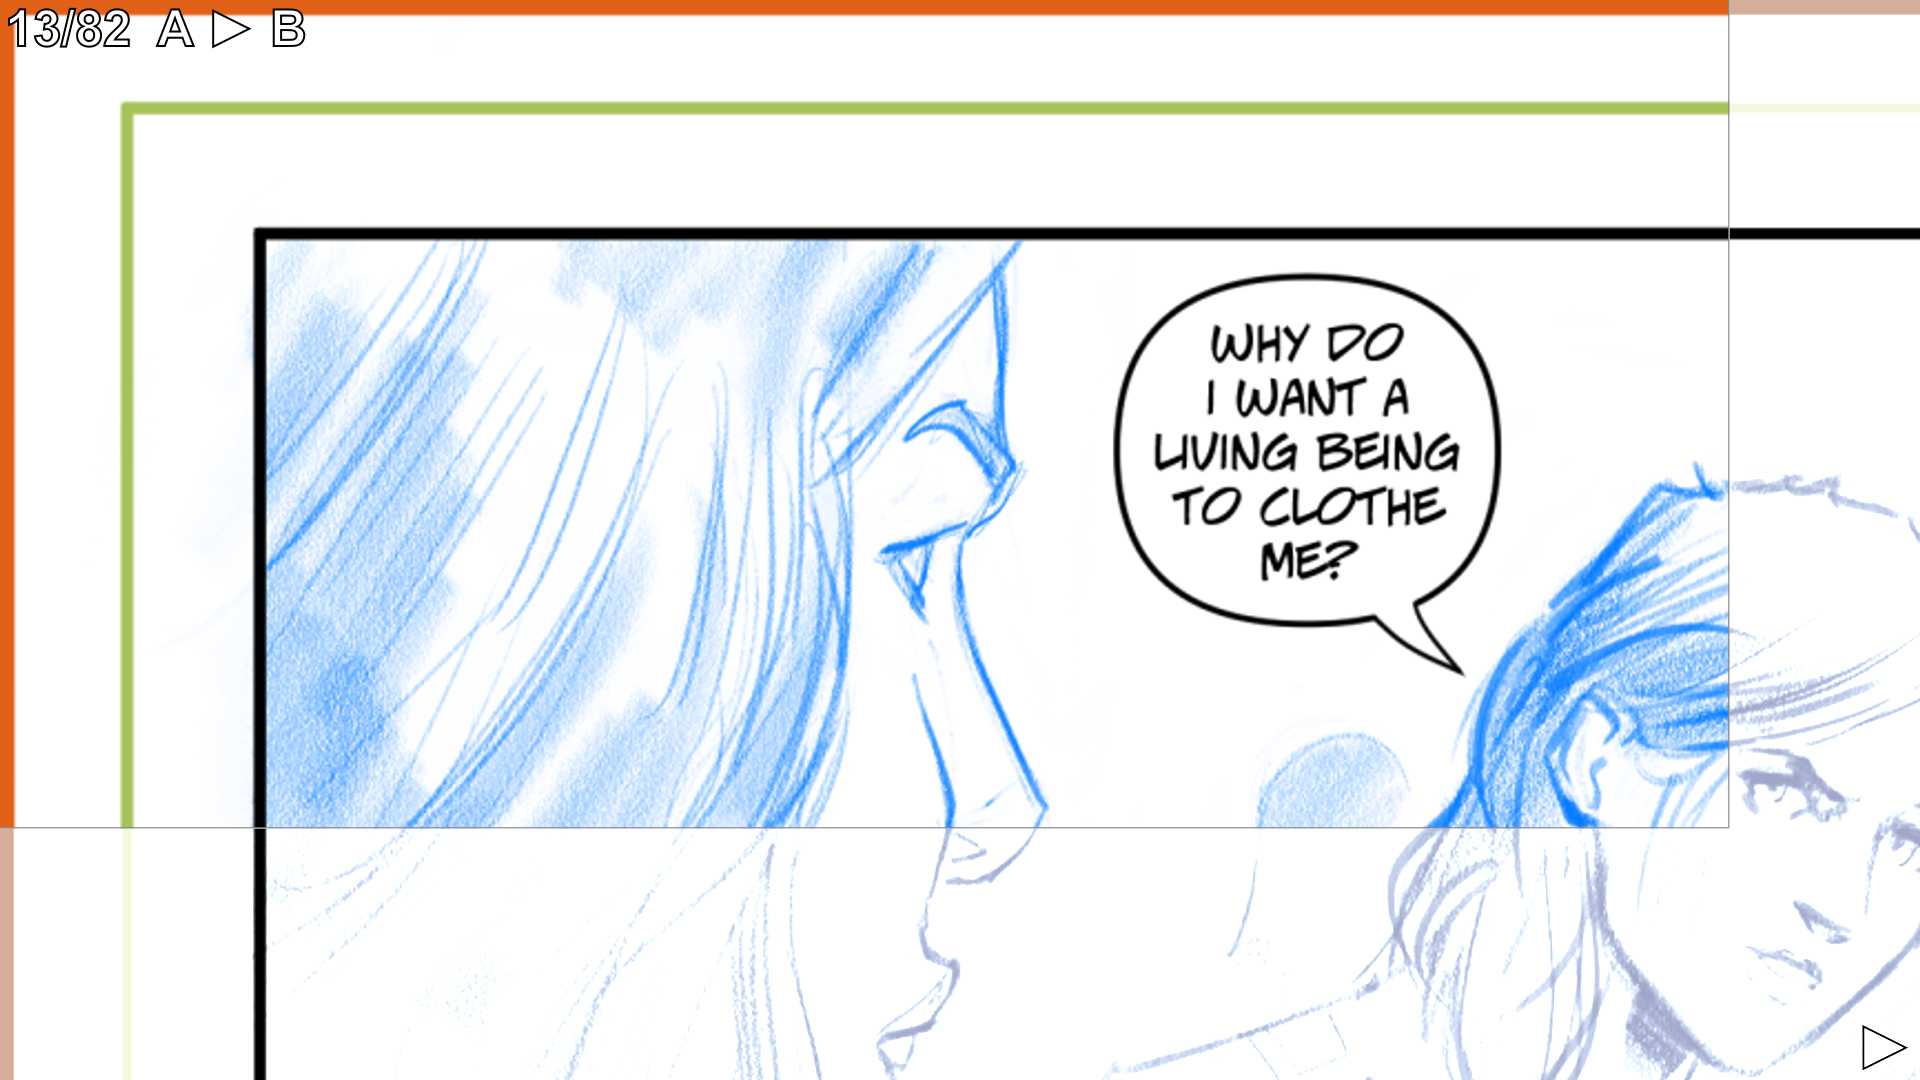 13/82 A ▷ B
WHY DO
I WANT A
LIVING BEING
TO CLOTHE
ME?